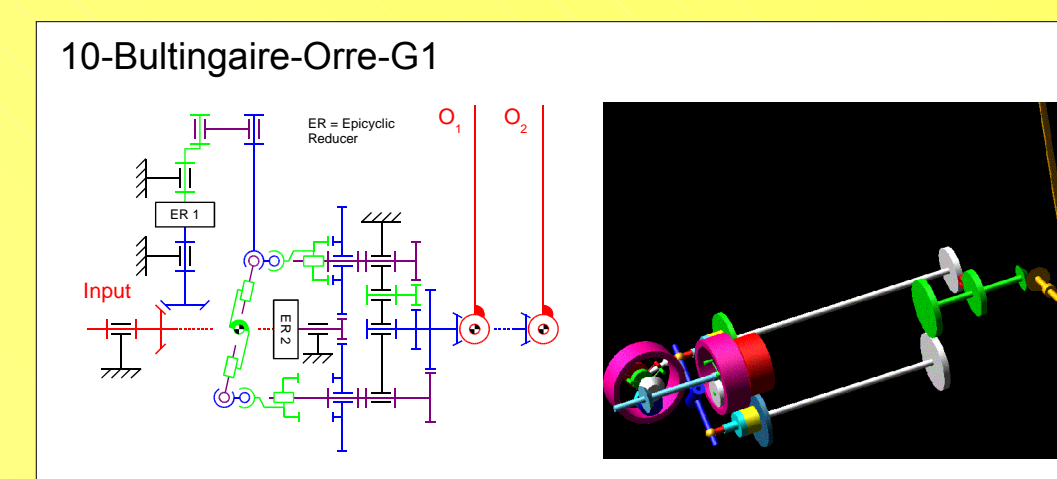 10-Bultingaire-Orre-G1
ER = Epicyclic
Reducer
O1
O2
ER 1
Input
ER 2